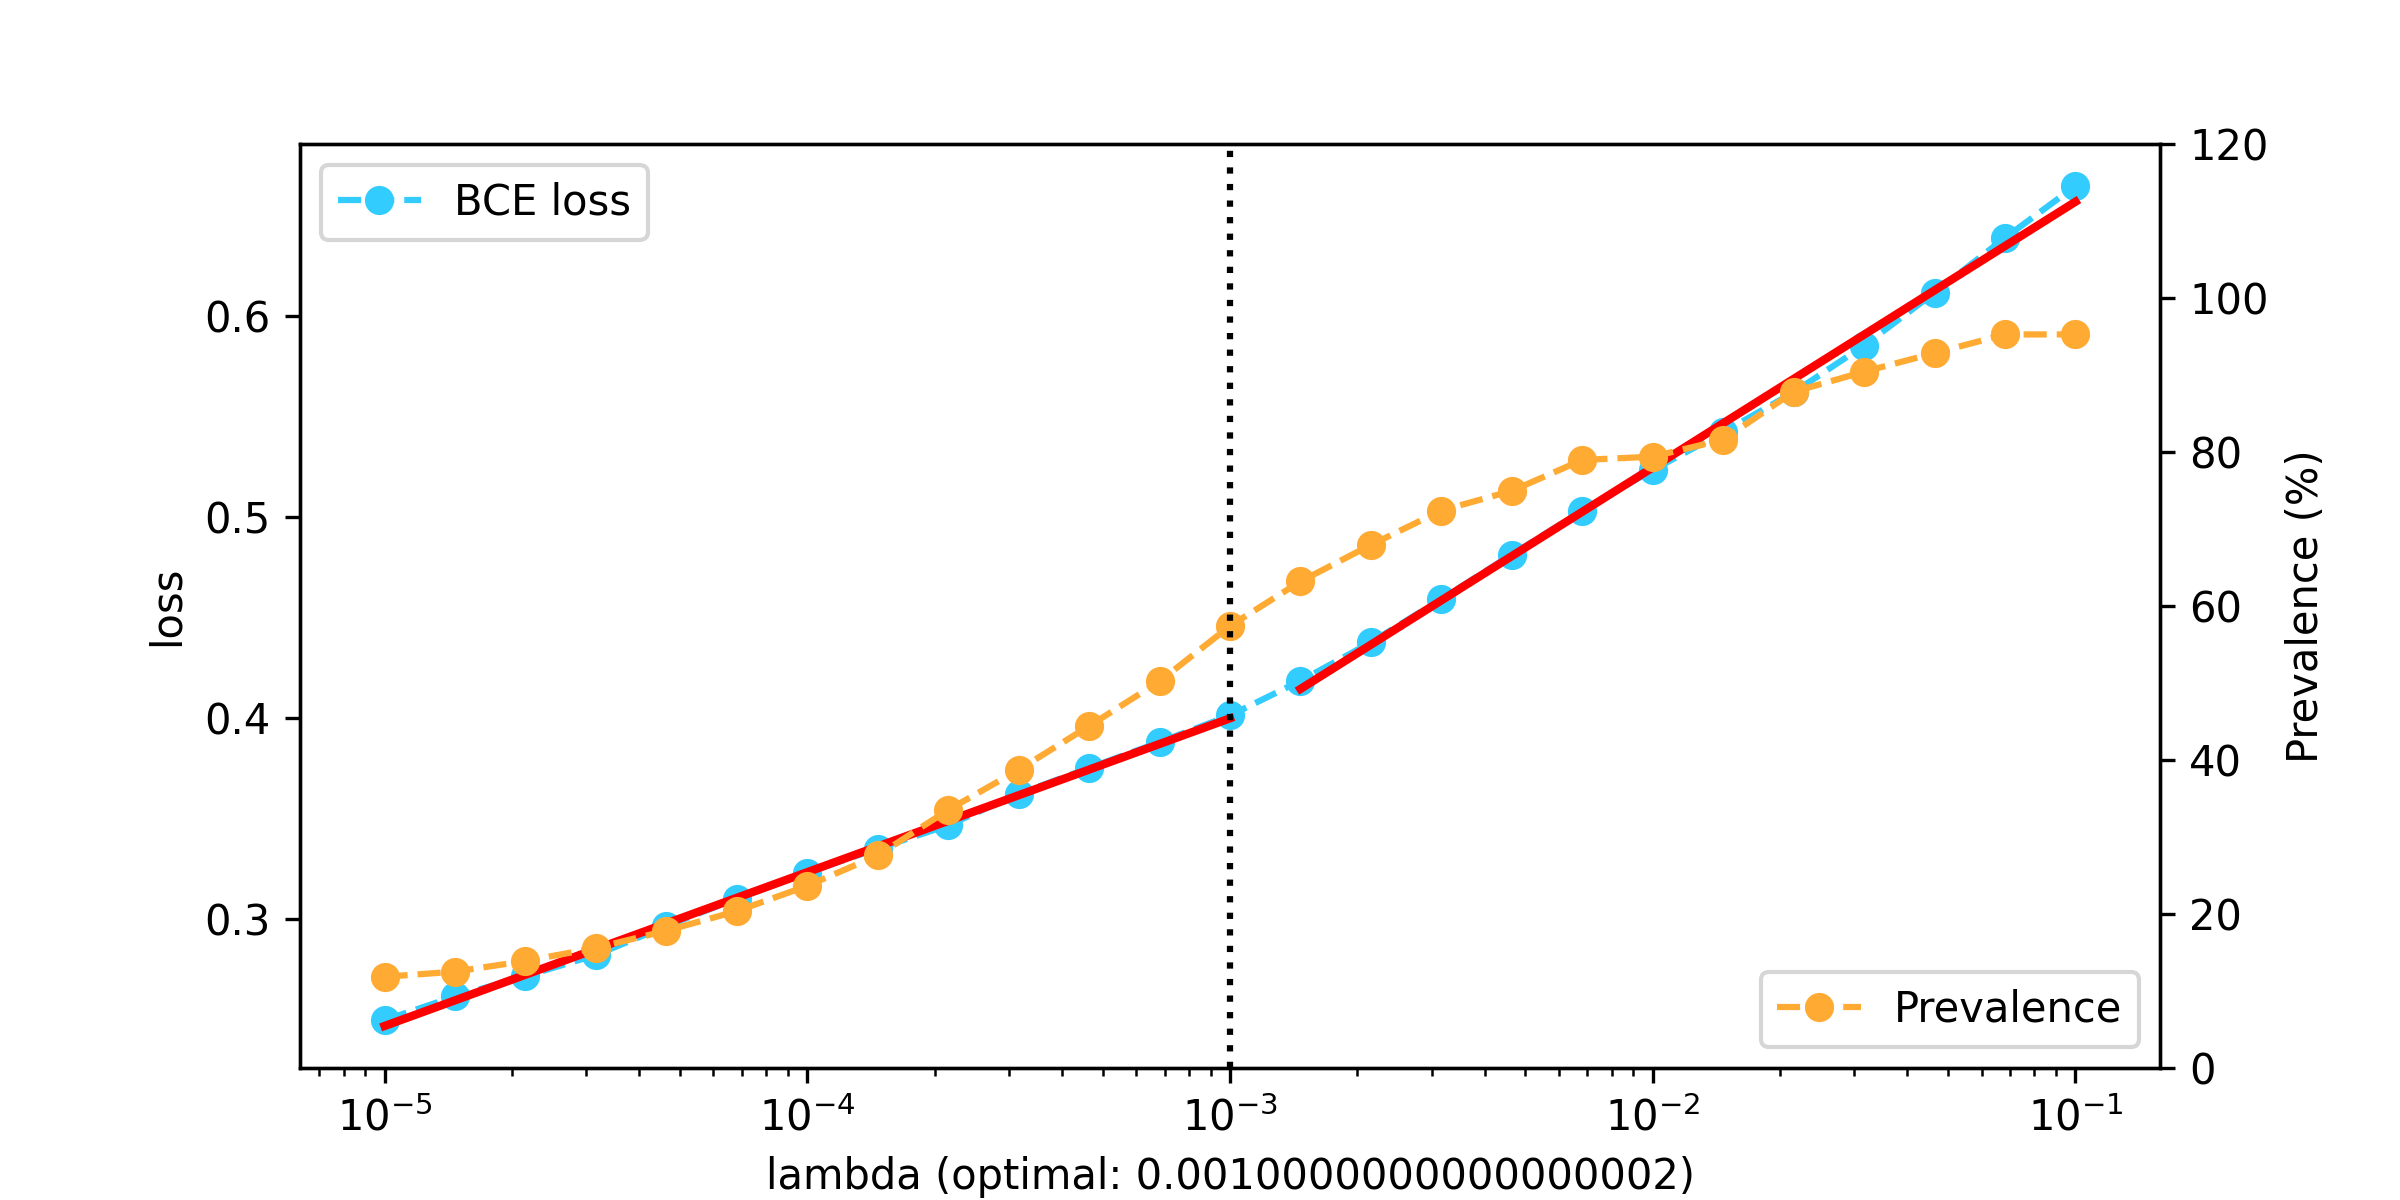 BCE loss
120
100
80
60
40
20
0
0.6
0.5
0.4
0.3
loss
Prevalence (%)
Prevalence
10⁻⁵ 10⁻⁴ 10⁻³ 10⁻² 10⁻¹
lambda (optimal: 0.0010000000000000002)